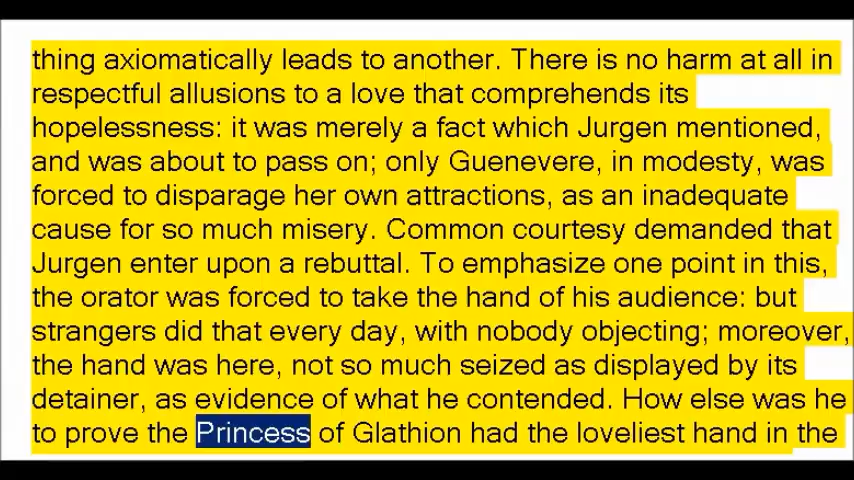 thing axiomatically leads to another. There is no harm at all in
respectful allusions to a love that comprehends its
hopelessness: it was merely a fact which Jurgen mentioned,
and was about to pass on; only Guenevere, in modesty, was
forced to disparage her own attractions, as an inadequate
cause for so much misery. Common courtesy demanded that
Jurgen enter upon a rebuttal. To emphasize one point in this,
the orator was forced to take the hand of his audience: but
strangers did that every day, with nobody objecting; moreover,
the hand was here, not so much seized as displayed by its
detainer, as evidence of what he contended. How else was he
to prove the Princess of Glathion had the loveliest hand in the